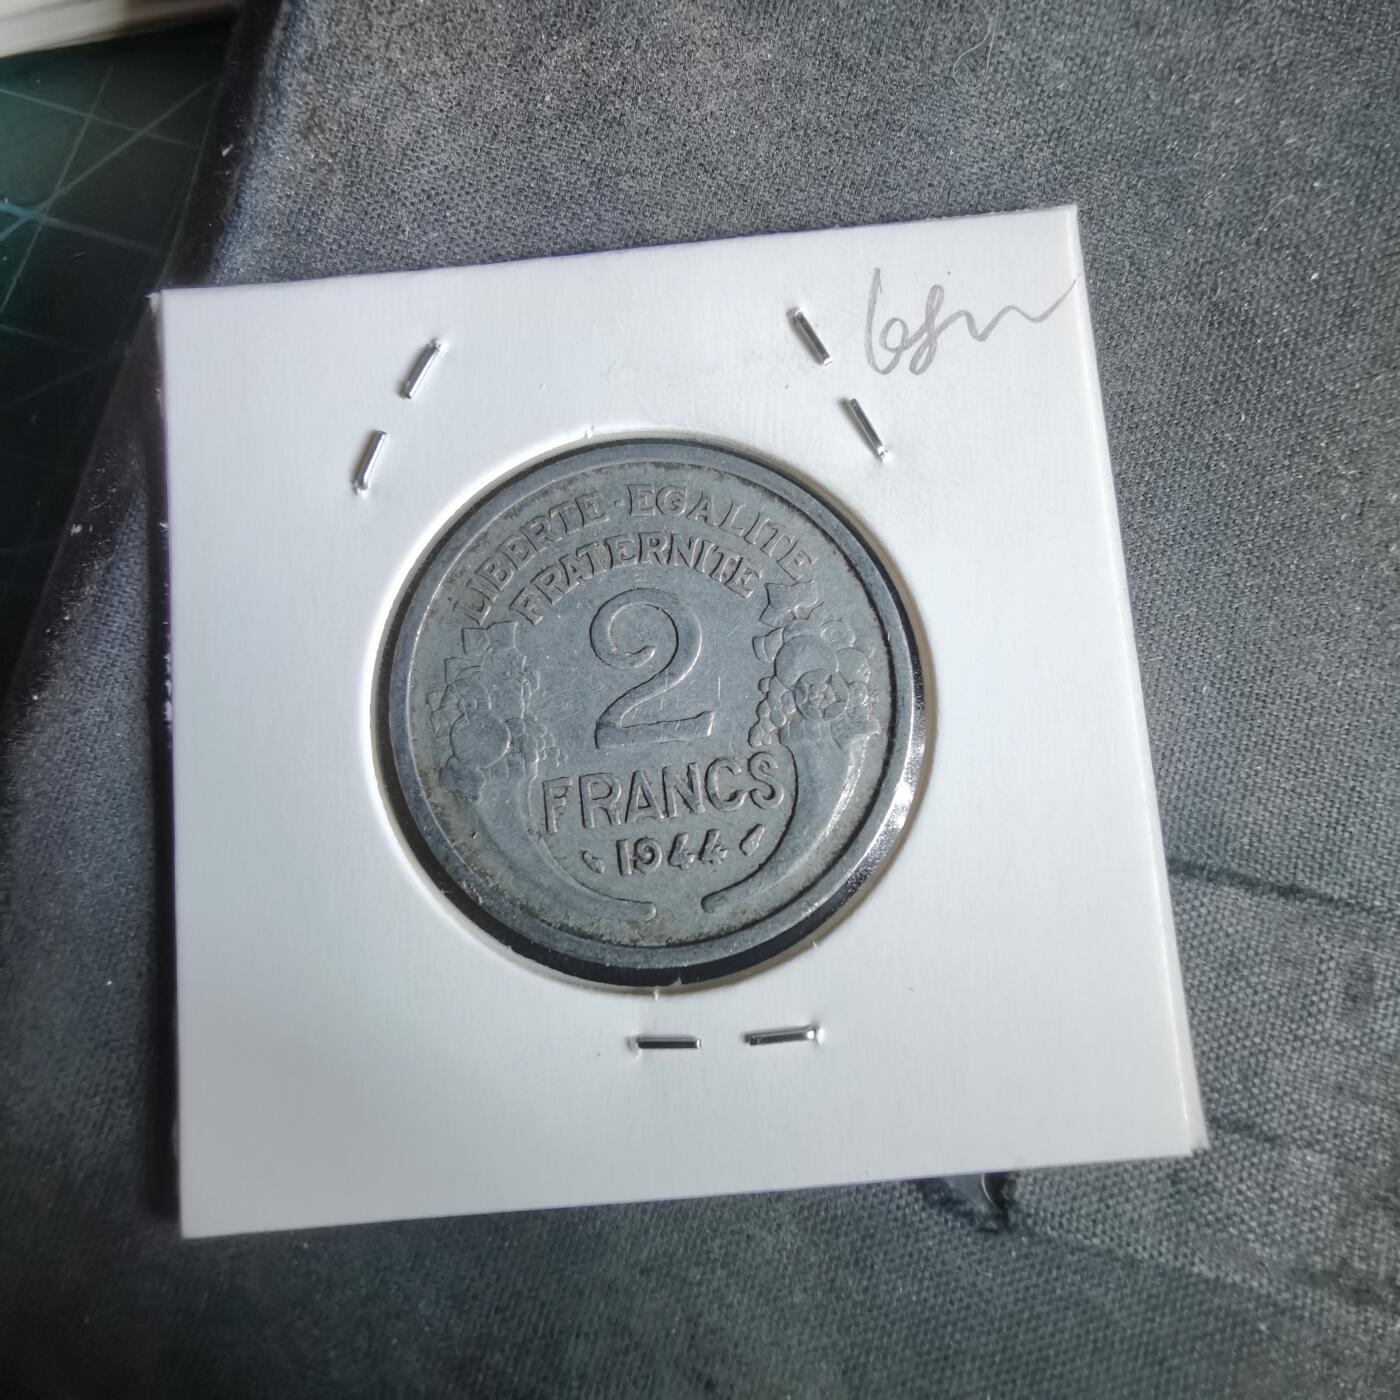 LIBERTE·EGALITE
FRATERNITE
2
FRANCS
1944